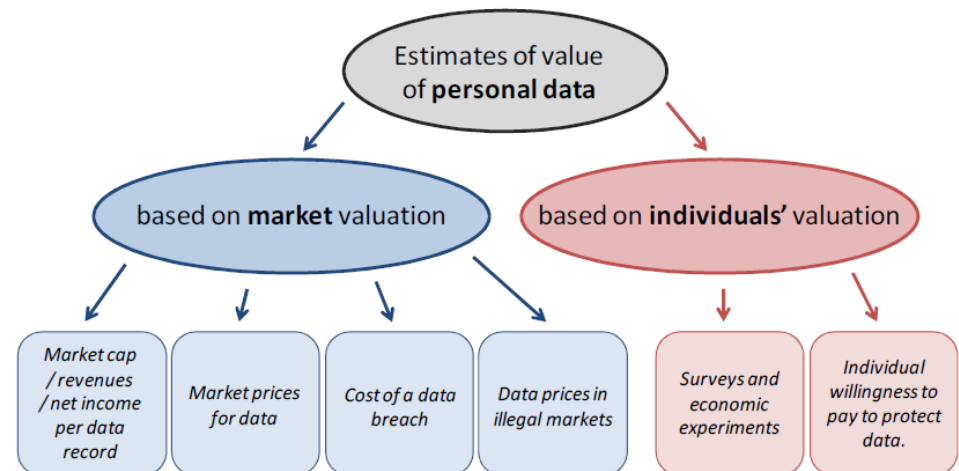 Estimates of value
of personal data
based on market valuation
based on individuals’ valuation
Market cap
/ revenues
/ net income
per data
record
Market prices
for data
Cost of a data
breach
Data prices in
illegal markets
Surveys and
economic
experiments
Individual
willingness to
pay to protect
data.